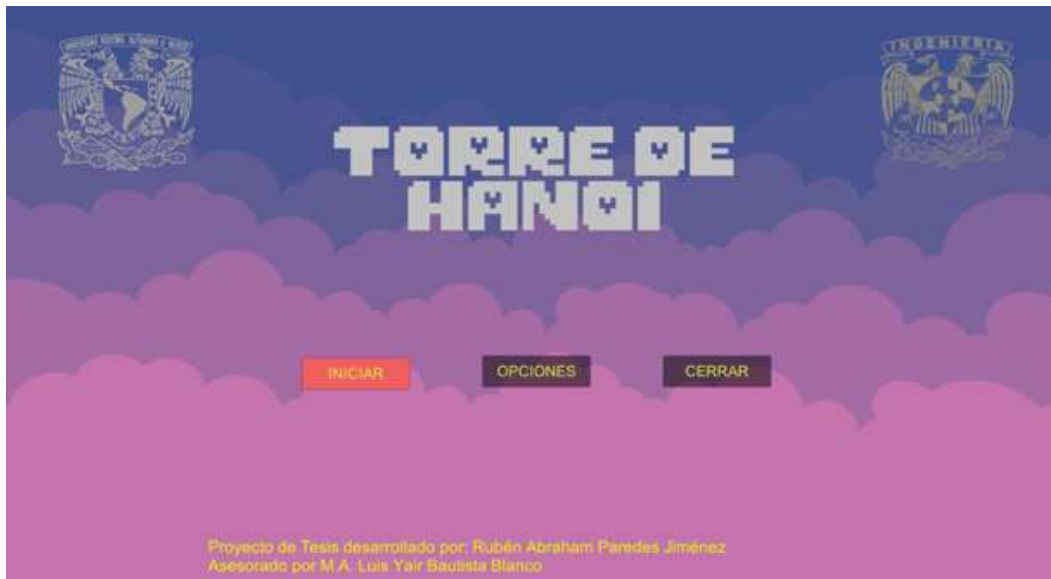 INGENIERIA
TORRE DE
HANOI
INICIAR
OPCIONES
CERRAR
Proyecto de Tesis desarrollado por: Rubén Abraham Paredes Jiménez
Asesorado por M.A. Luis Yair Bautista Blanco